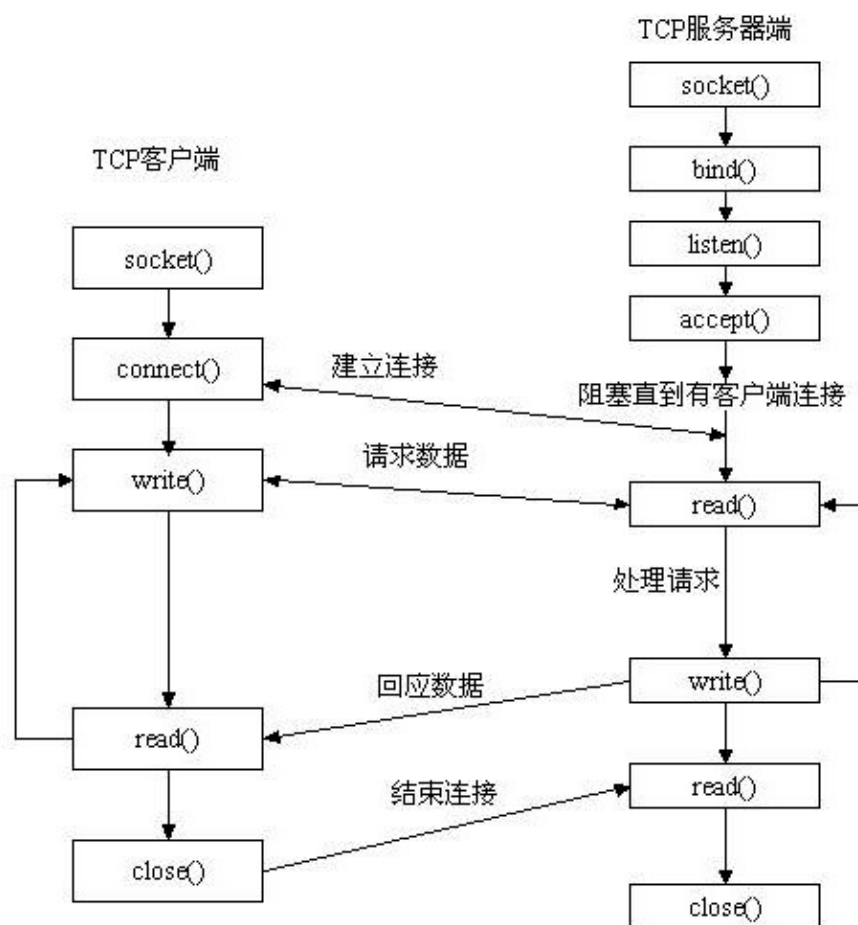 TCP服务器端
socket()
bind()
TCP客户端
listen()
socket()
accept()
connect()
建立连接
阻塞直到有客户端连接
请求数据
write()
read()
处理请求
回应数据
write()
read()
结束连接
read()
close()
close()